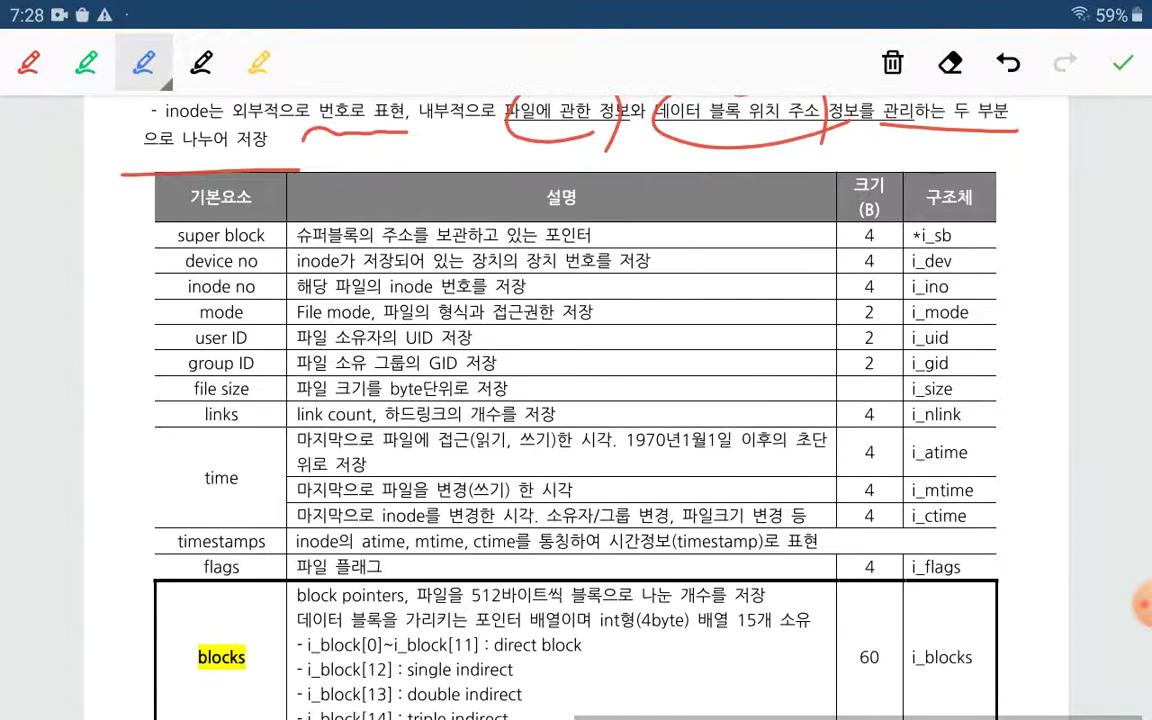 7:28
59%
- inode는 외부적으로 번호로 표현, 내부적으로 파일에 관한 정보와 데이터 블록 위치 주소 정보를 관리하는 두 부분
으로 나누어 저장
기본요소 설명 크기(B) 구조체
super block 슈퍼블록의 주소를 보관하고 있는 포인터 4 *i_sb
device no inode가 저장되어 있는 장치의 장치 번호를 저장 4 i_dev
inode no 해당 파일의 inode 번호를 저장 4 i_ino
mode File mode, 파일의 형식과 접근권한 저장 2 i_mode
user ID 파일 소유자의 UID 저장 2 i_uid
group ID 파일 소유 그룹의 GID 저장 2 i_gid
file size 파일 크기를 byte단위로 저장 i_size
links link count, 하드링크의 개수를 저장 4 i_nlink
time
마지막으로 파일에 접근(읽기, 쓰기)한 시각. 1970년1월1일 이후의 초단
위로 저장
4 i_atime
마지막으로 파일을 변경(쓰기) 한 시각 4 i_mtime
마지막으로 inode를 변경한 시각. 소유자/그룹 변경, 파일크기 변경 등 4 i_ctime
timestamps inode의 atime, mtime, ctime를 통칭하여 시간정보(timestamp)로 표현
flags 파일 플래그 4 i_flags
blocks
block pointers, 파일을 512바이트씩 블록으로 나눈 개수를 저장
데이터 블록을 가리키는 포인터 배열이며 int형(4byte) 배열 15개 소유
- i_block[0]~i_block[11] : direct block
- i_block[12] : single indirect
- i_block[13] : double indirect
- i_block[14] : triple indirect
60 i_blocks